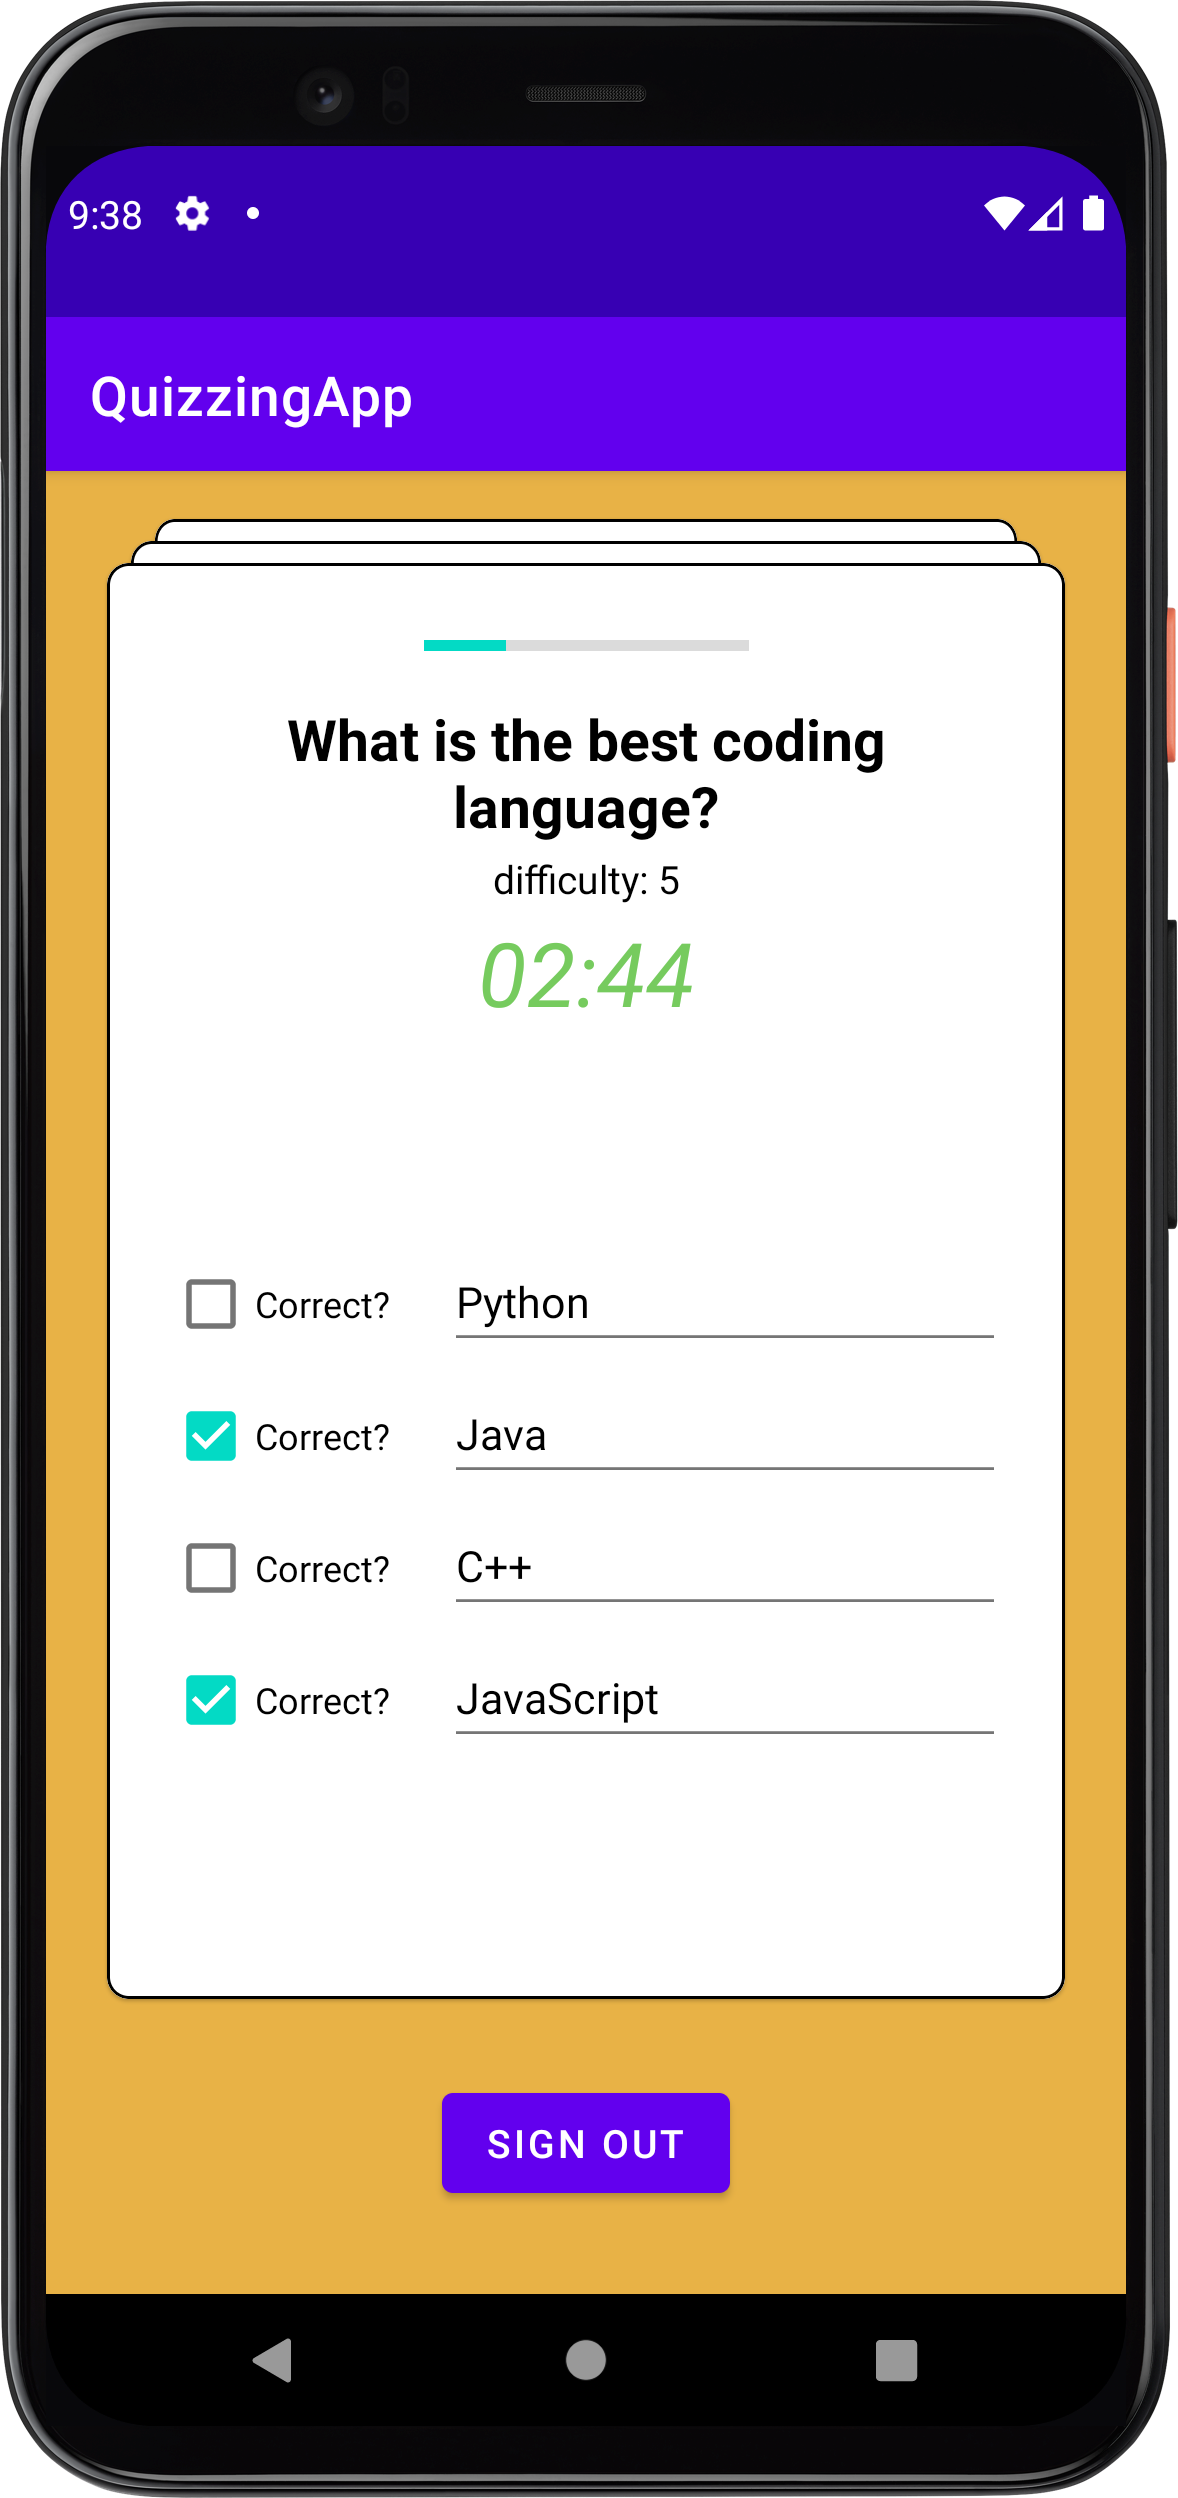 9:38
QuizzingApp
What is the best coding
language?
difficulty: 5
02:44
Correct? Python
Correct? Java
Correct? C++
Correct? JavaScript
SIGN OUT